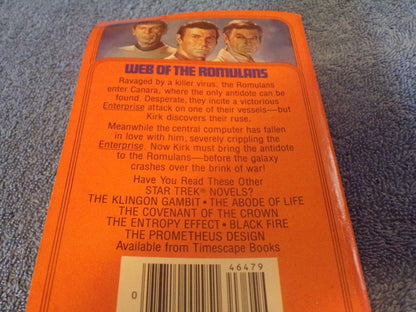 WEB OF THE ROMULANS
Ravaged by a killer virus, the Romulans
enter Canara, where the only antidote can be
found. Desperate, they incite a victorious
Enterprise attack on one of their vessels—but
Kirk discovers their ruse.
Meanwhile the central computer has fallen
in love with him, severely crippling the
Enterprise. Now Kirk must bring the antidote
to the Romulans—before the galaxy
crashes over the brink of war!
Have You Read These Other
STAR TREK® NOVELS?
THE KLINGON GAMBIT • THE ABODE OF LIFE
THE COVENANT OF THE CROWN
THE ENTROPY EFFECT • BLACK FIRE
THE PROMETHEUS DESIGN
Available from Timescape Books
46479
0